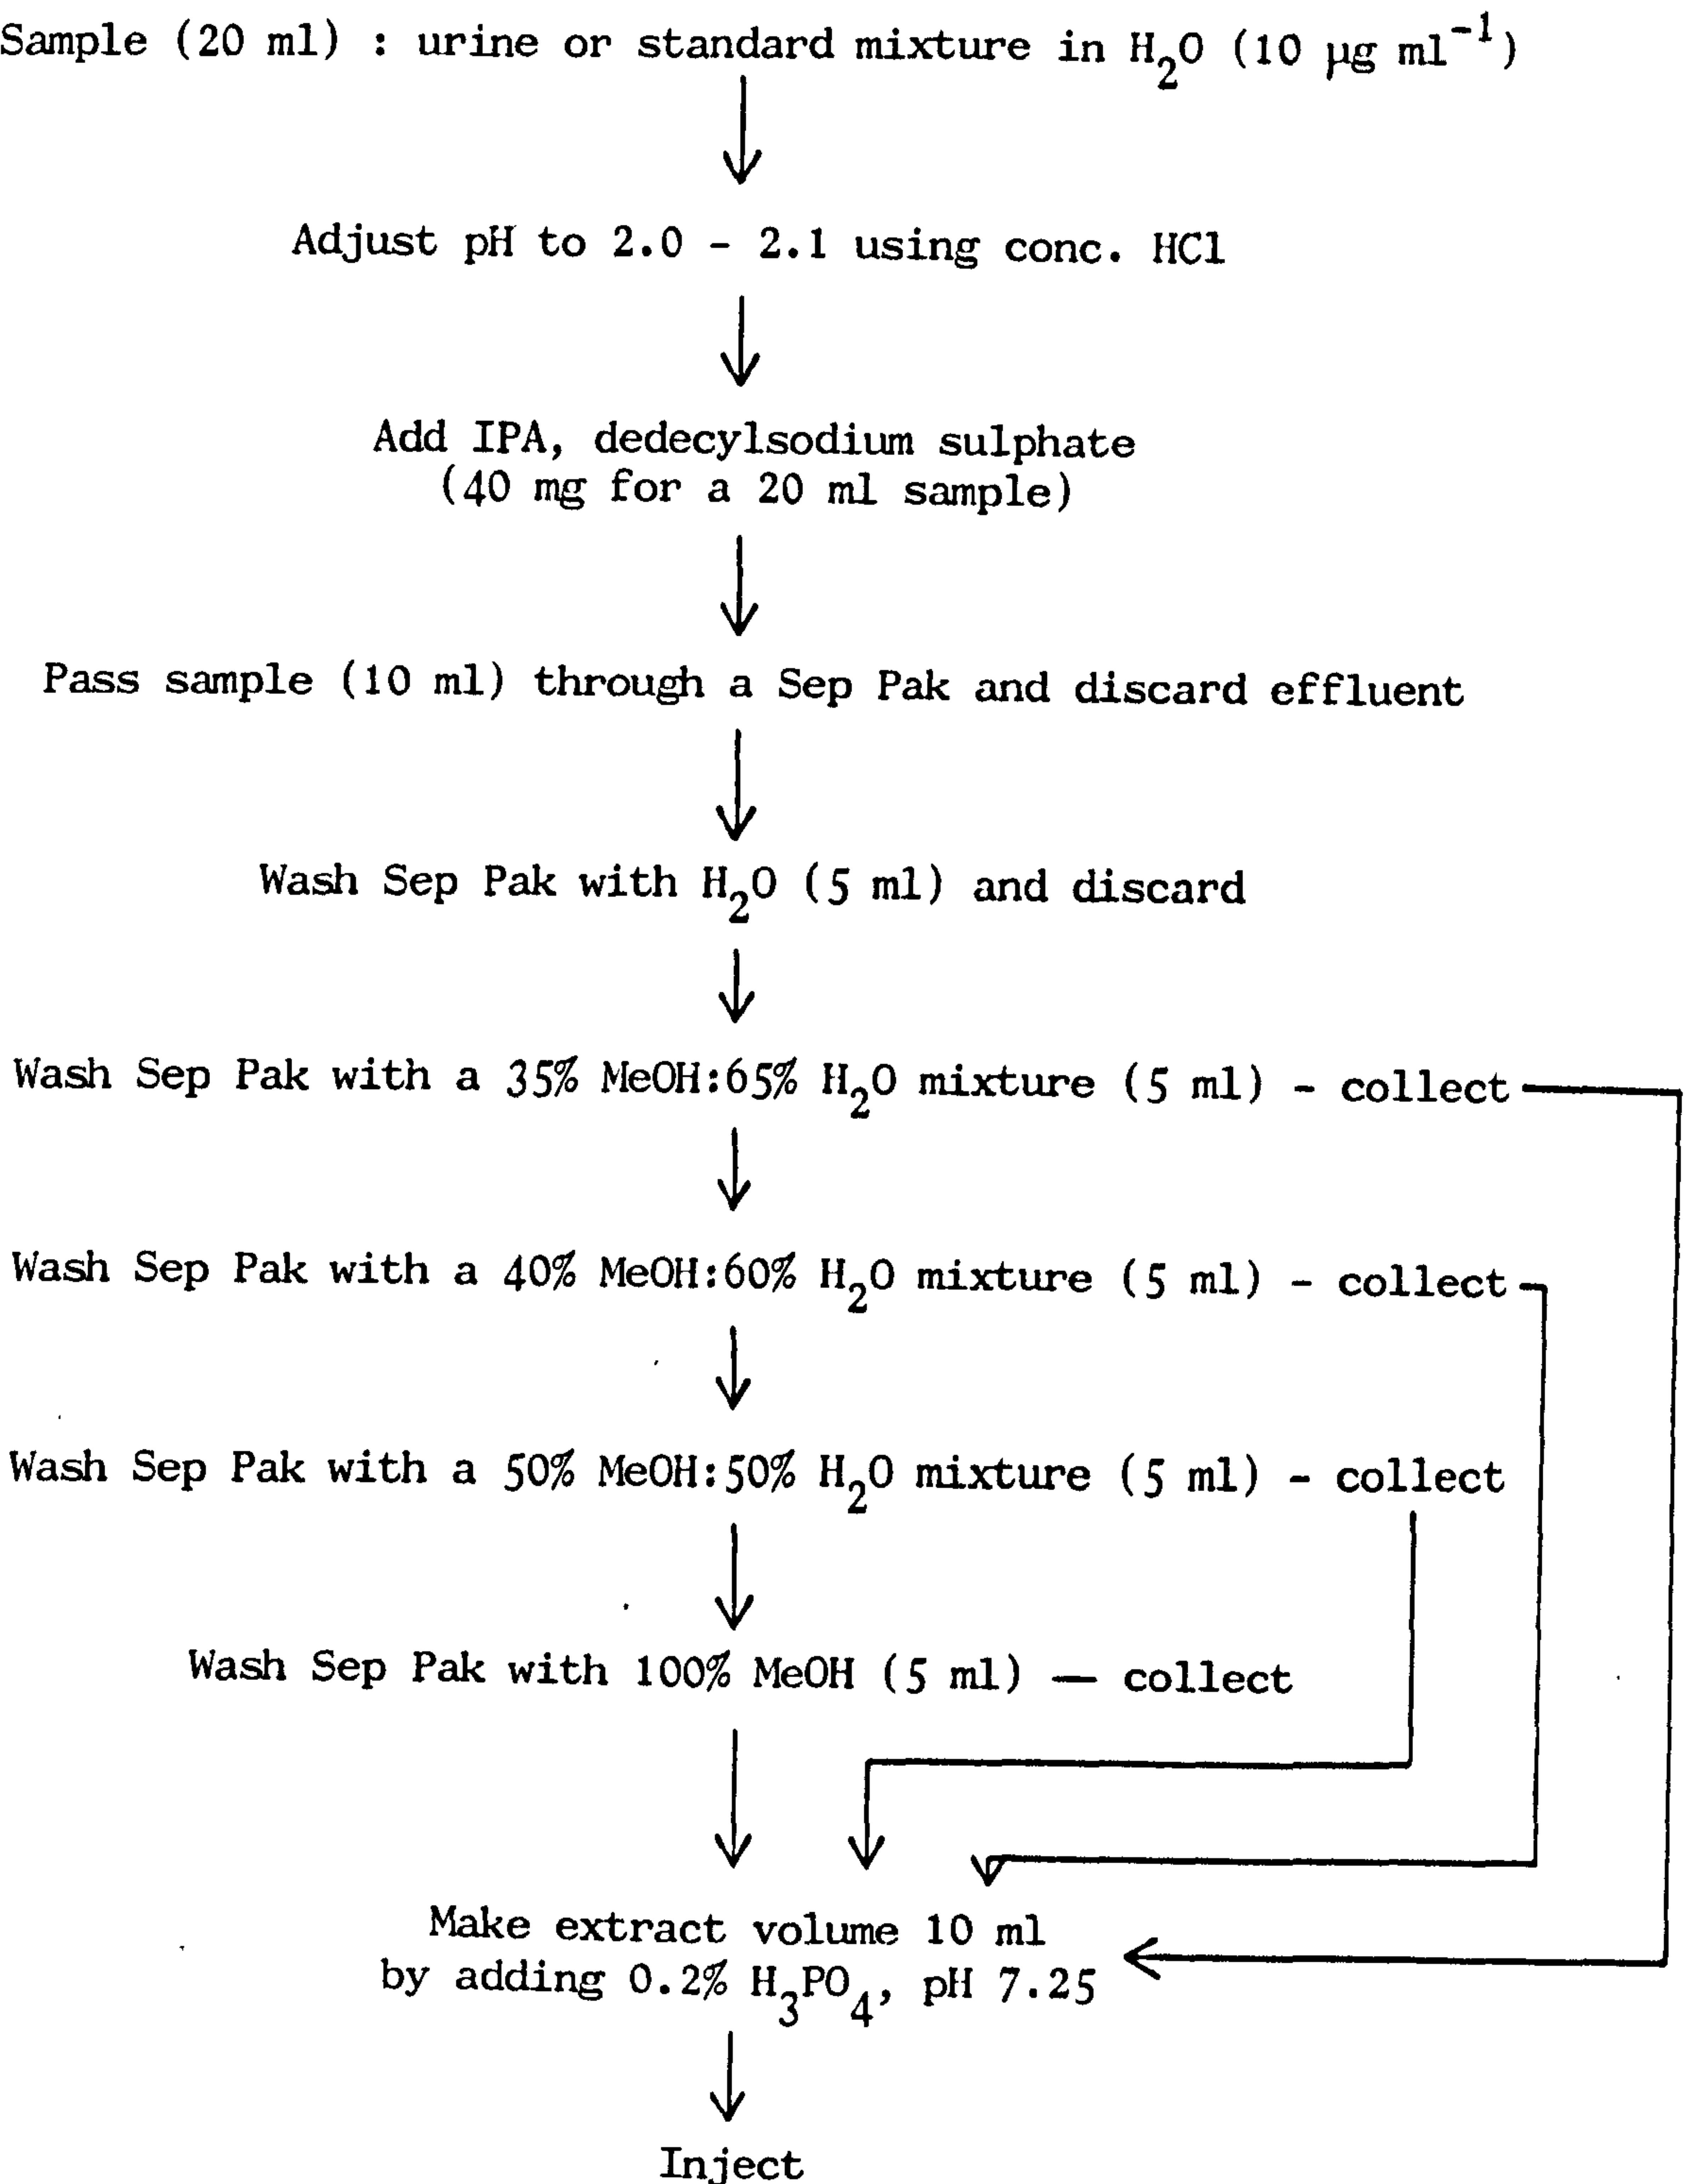 Sample (20 ml) : urine or standard mixture in H₂O (10 µg ml⁻¹)
Adjust pH to 2.0 - 2.1 using conc. HCl
Add IPA, dedecylsodium sulphate
(40 mg for a 20 ml sample)
Pass sample (10 ml) through a Sep Pak and discard effluent
Wash Sep Pak with H₂O (5 ml) and discard
Wash Sep Pak with a 35% MeOH:65% H₂O mixture (5 ml) - collect
Wash Sep Pak with a 40% MeOH:60% H₂O mixture (5 ml) - collect
Wash Sep Pak with a 50% MeOH:50% H₂O mixture (5 ml) - collect
Wash Sep Pak with 100% MeOH (5 ml) — collect
Make extract volume 10 ml
by adding 0.2% H₃PO₄, pH 7.25
Inject